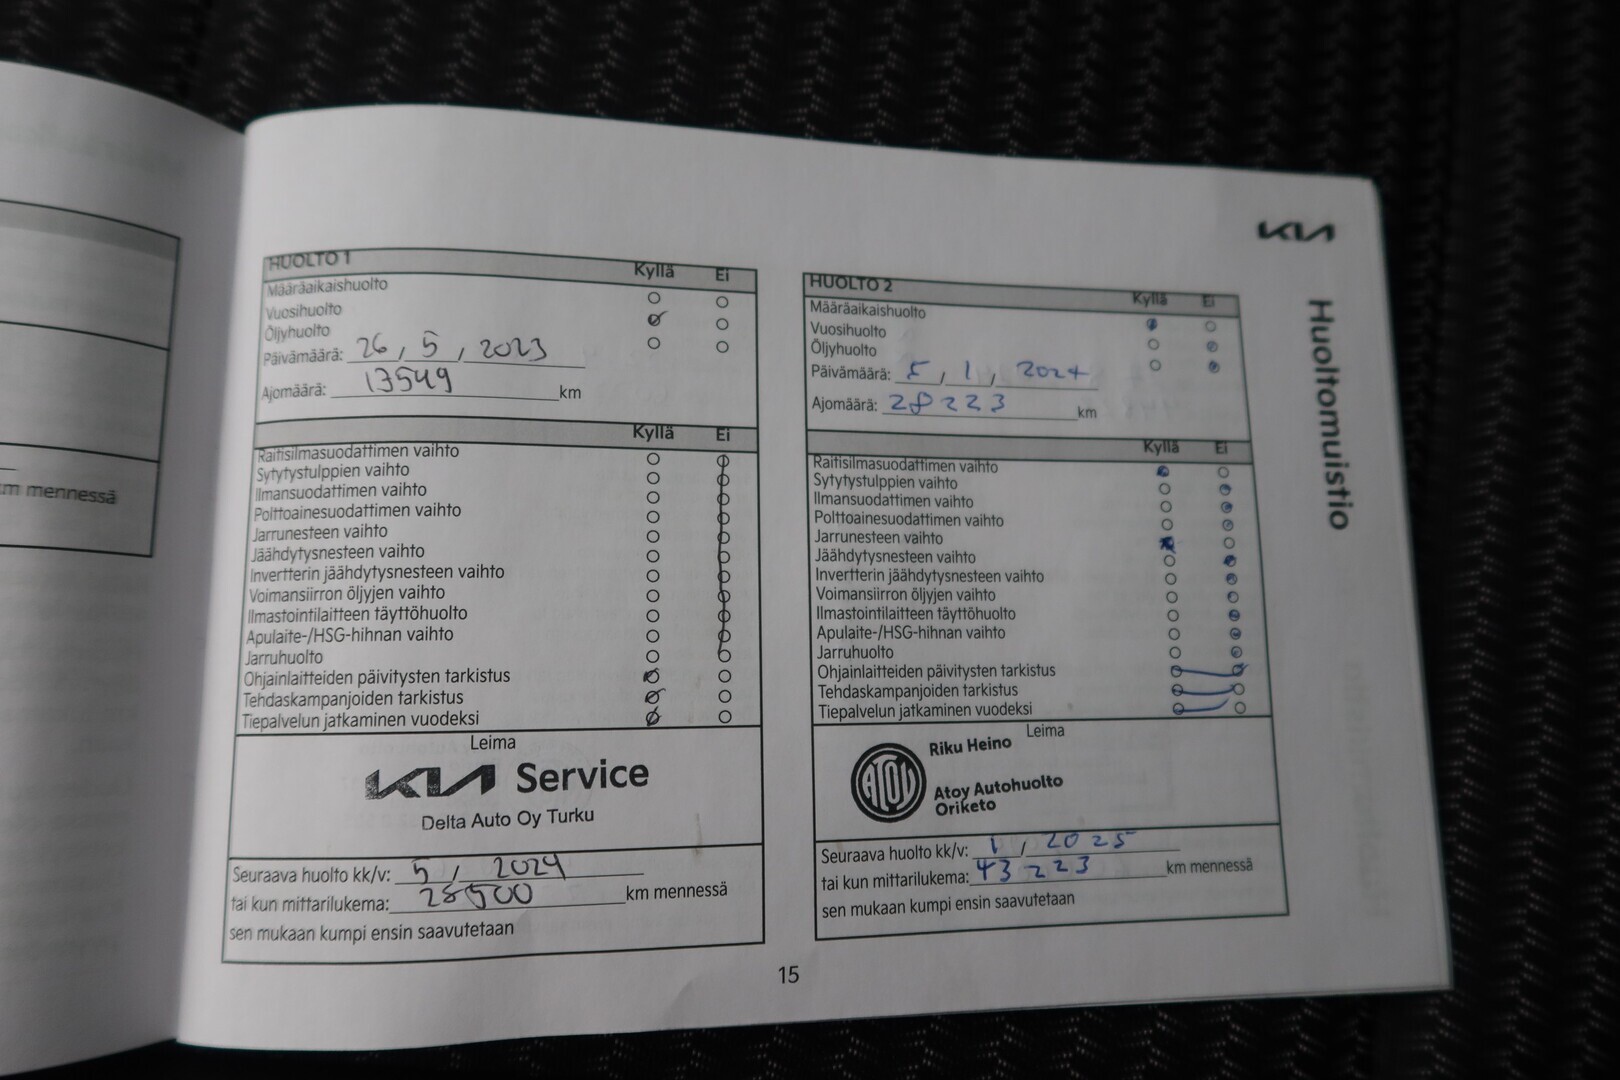 m mennessä
KIA
Huoltomuistio
HUOLTO 1 Kyllä Ei
Määräaikaishuolto
Vuosihuolto
Öljyhuolto
Päivämäärä: 26, 5, 2023
Ajomäärä: 13549 km
Kyllä Ei
Raitisilmasuodattimen vaihto
Sytytystulppien vaihto
Ilmansuodattimen vaihto
Polttoainesuodattimen vaihto
Jarrunesteen vaihto
Jäähdytysnesteen vaihto
Invertterin jäähdytysnesteen vaihto
Voimansiirron öljyjen vaihto
Ilmastointilaitteen täyttöhuolto
Apulaite-/HSG-hihnan vaihto
Jarruhuolto
Ohjainlaitteiden päivitysten tarkistus
Tehdaskampanjoiden tarkistus
Tiepalvelun jatkaminen vuodeksi
Leima
KIA Service
Delta Auto Oy Turku
Seuraava huolto kk/v: 5, 2024
tai kun mittarilukema: 28500 km mennessä
sen mukaan kumpi ensin saavutetaan
HUOLTO 2 Kyllä Ei
Määräaikaishuolto
Vuosihuolto
Öljyhuolto
Päivämäärä: 5, 1, 2024
Ajomäärä: 28223 km
Kyllä Ei
Raitisilmasuodattimen vaihto
Sytytystulppien vaihto
Ilmansuodattimen vaihto
Polttoainesuodattimen vaihto
Jarrunesteen vaihto
Jäähdytysnesteen vaihto
Invertterin jäähdytysnesteen vaihto
Voimansiirron öljyjen vaihto
Ilmastointilaitteen täyttöhuolto
Apulaite-/HSG-hihnan vaihto
Jarruhuolto
Ohjainlaitteiden päivitysten tarkistus
Tehdaskampanjoiden tarkistus
Tiepalvelun jatkaminen vuodeksi
Leima
ATOY
Riku Heino
Atoy Autohuolto
Oriketo
Seuraava huolto kk/v: 1, 2025
tai kun mittarilukema: 43223 km mennessä
sen mukaan kumpi ensin saavutetaan
15